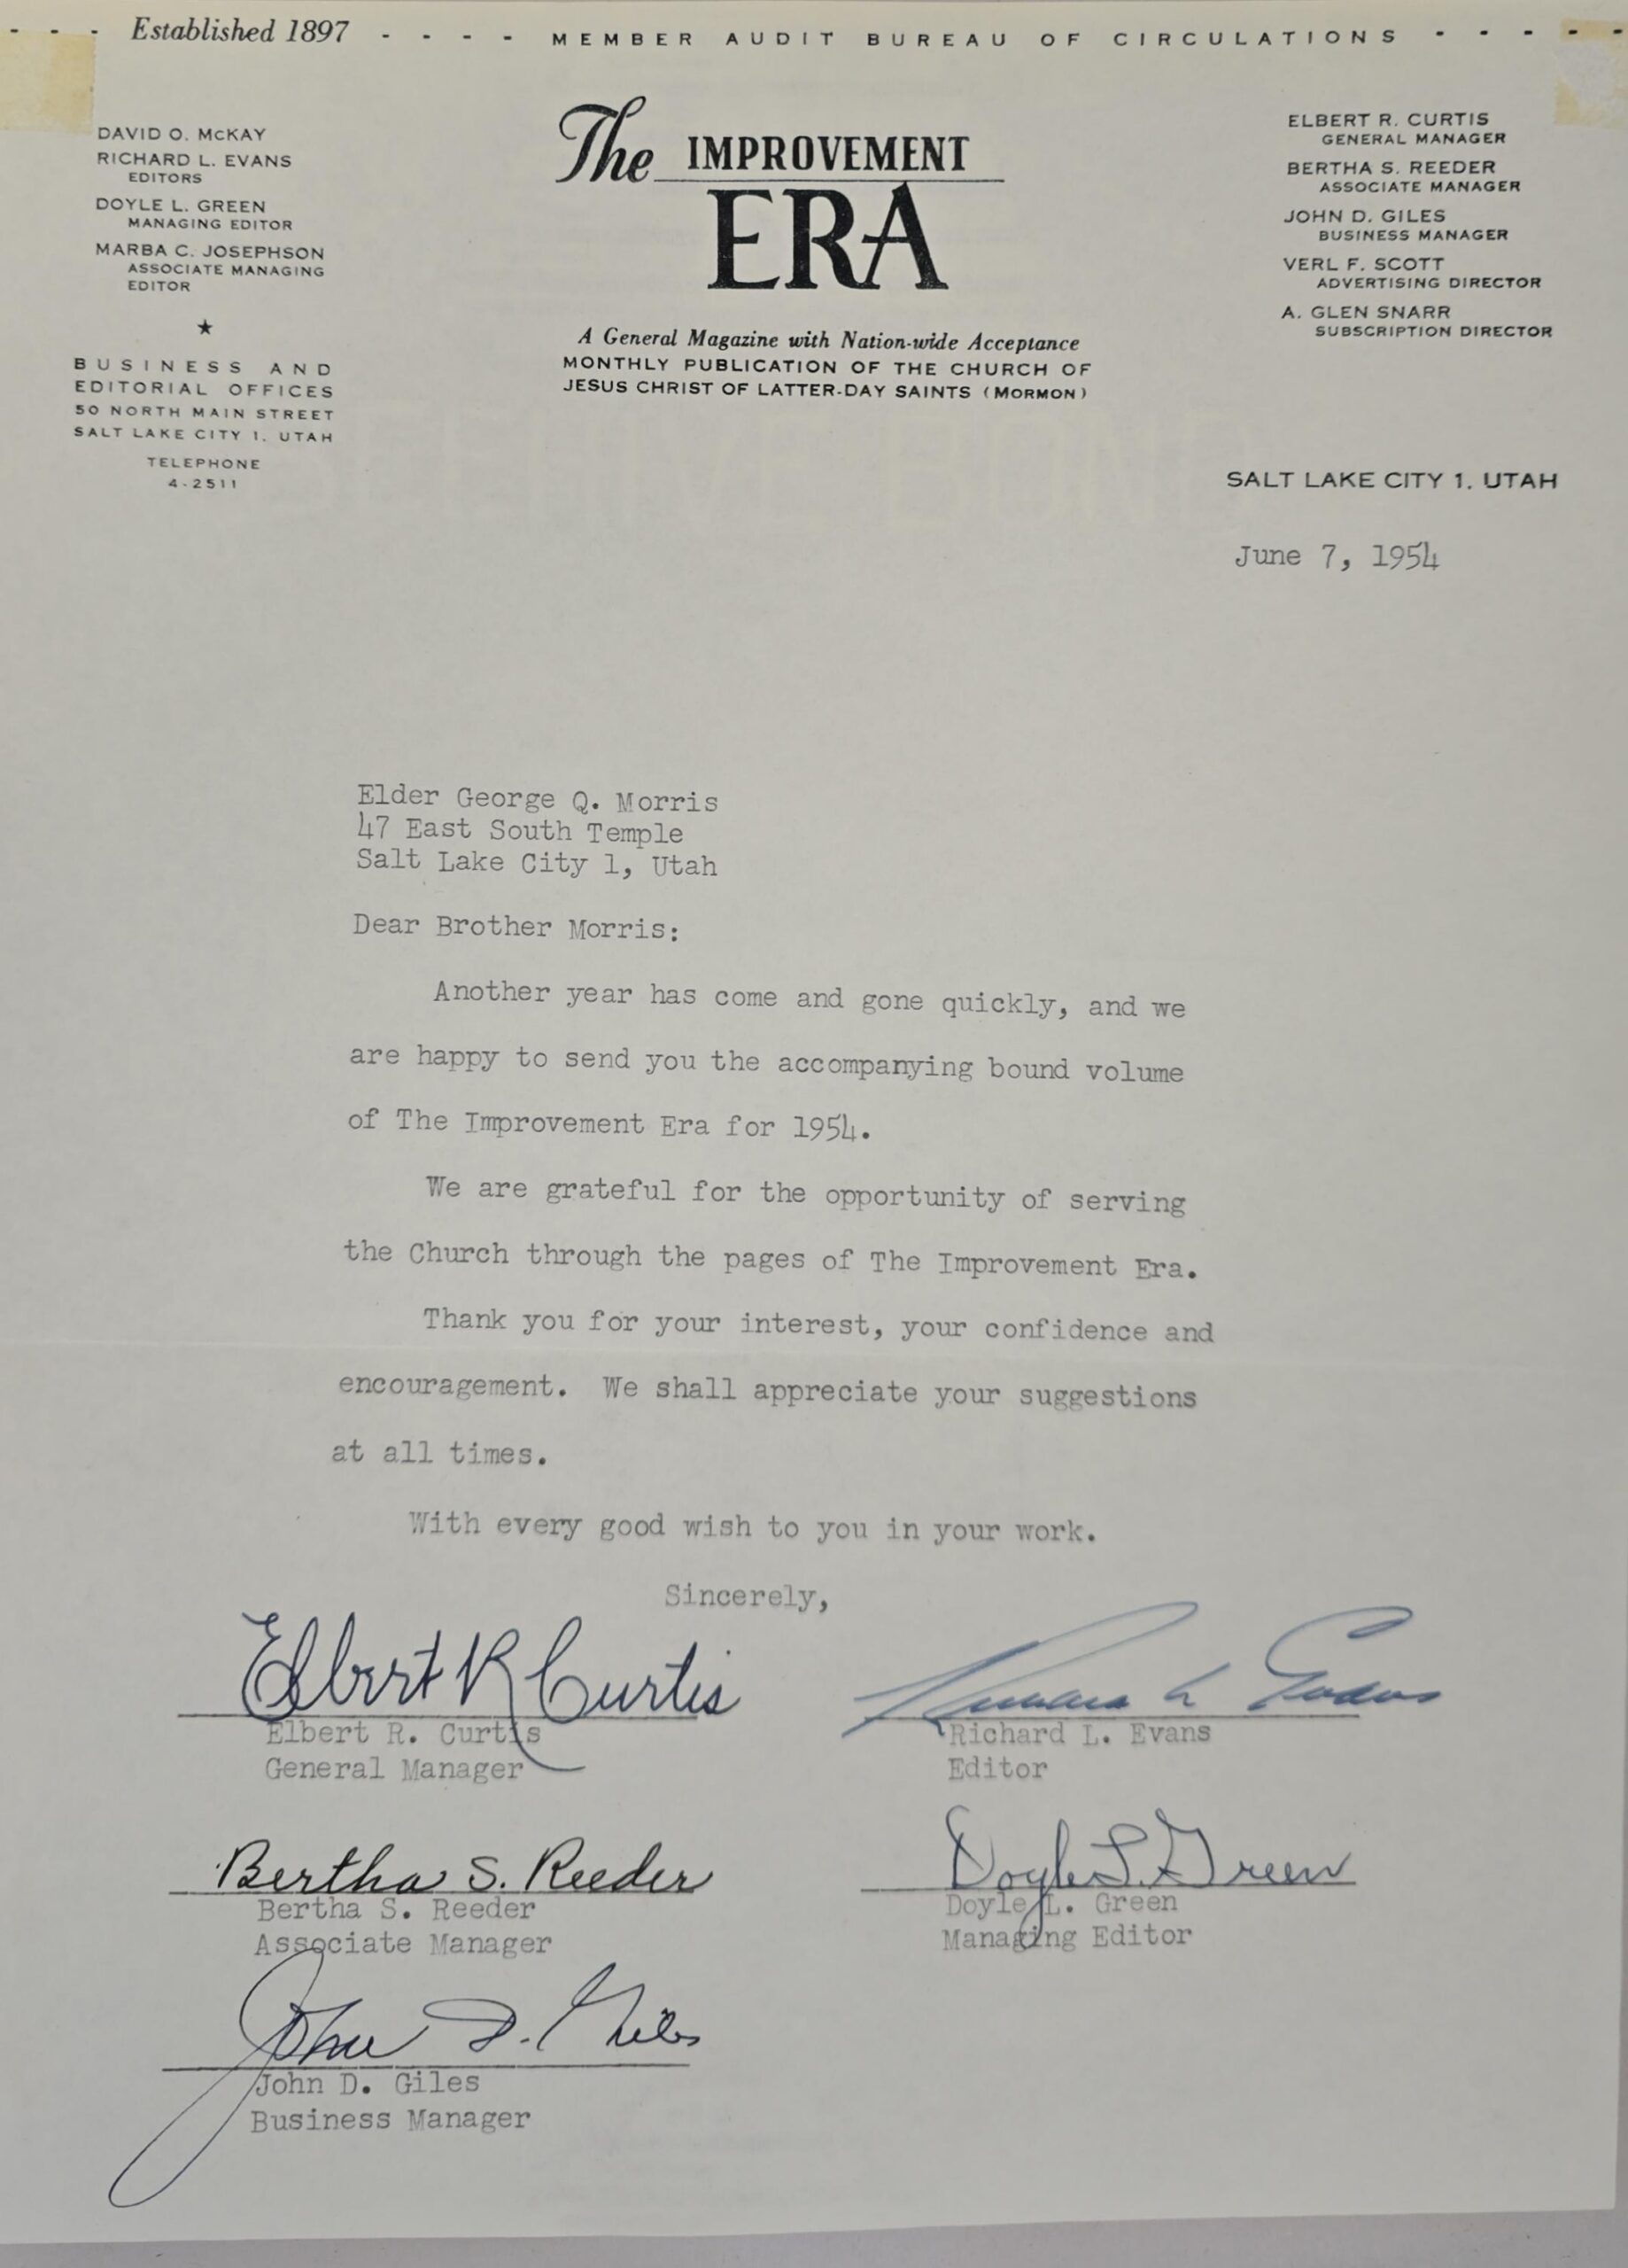 - - - Established 1897 - - - - MEMBER AUDIT BUREAU OF CIRCULATIONS - - - - -
DAVID O. McKAY
RICHARD L. EVANS
EDITORS
DOYLE L. GREEN
MANAGING EDITOR
MARBA C. JOSEPHSON
ASSOCIATE MANAGING
EDITOR
★
BUSINESS AND
EDITORIAL OFFICES
50 NORTH MAIN STREET
SALT LAKE CITY 1, UTAH
TELEPHONE
4-2511
The IMPROVEMENT
ERA
A General Magazine with Nation-wide Acceptance
MONTHLY PUBLICATION OF THE CHURCH OF
JESUS CHRIST OF LATTER-DAY SAINTS (MORMON)
ELBERT R. CURTIS
GENERAL MANAGER
BERTHA S. REEDER
ASSOCIATE MANAGER
JOHN D. GILES
BUSINESS MANAGER
VERL F. SCOTT
ADVERTISING DIRECTOR
A. GLEN SNARR
SUBSCRIPTION DIRECTOR
SALT LAKE CITY 1, UTAH
June 7, 1954
Elder George Q. Morris
47 East South Temple
Salt Lake City 1, Utah
Dear Brother Morris:
Another year has come and gone quickly, and we
are happy to send you the accompanying bound volume
of The Improvement Era for 1954.
We are grateful for the opportunity of serving
the Church through the pages of The Improvement Era.
Thank you for your interest, your confidence and
encouragement. We shall appreciate your suggestions
at all times.
With every good wish to you in your work.
Sincerely,
Elbert R Curtis
Elbert R. Curtis
General Manager
Richard L Evans
Richard L. Evans
Editor
Bertha S. Reeder
Bertha S. Reeder
Associate Manager
Doyle L. Green
Doyle L. Green
Managing Editor
John D. Giles
John D. Giles
Business Manager